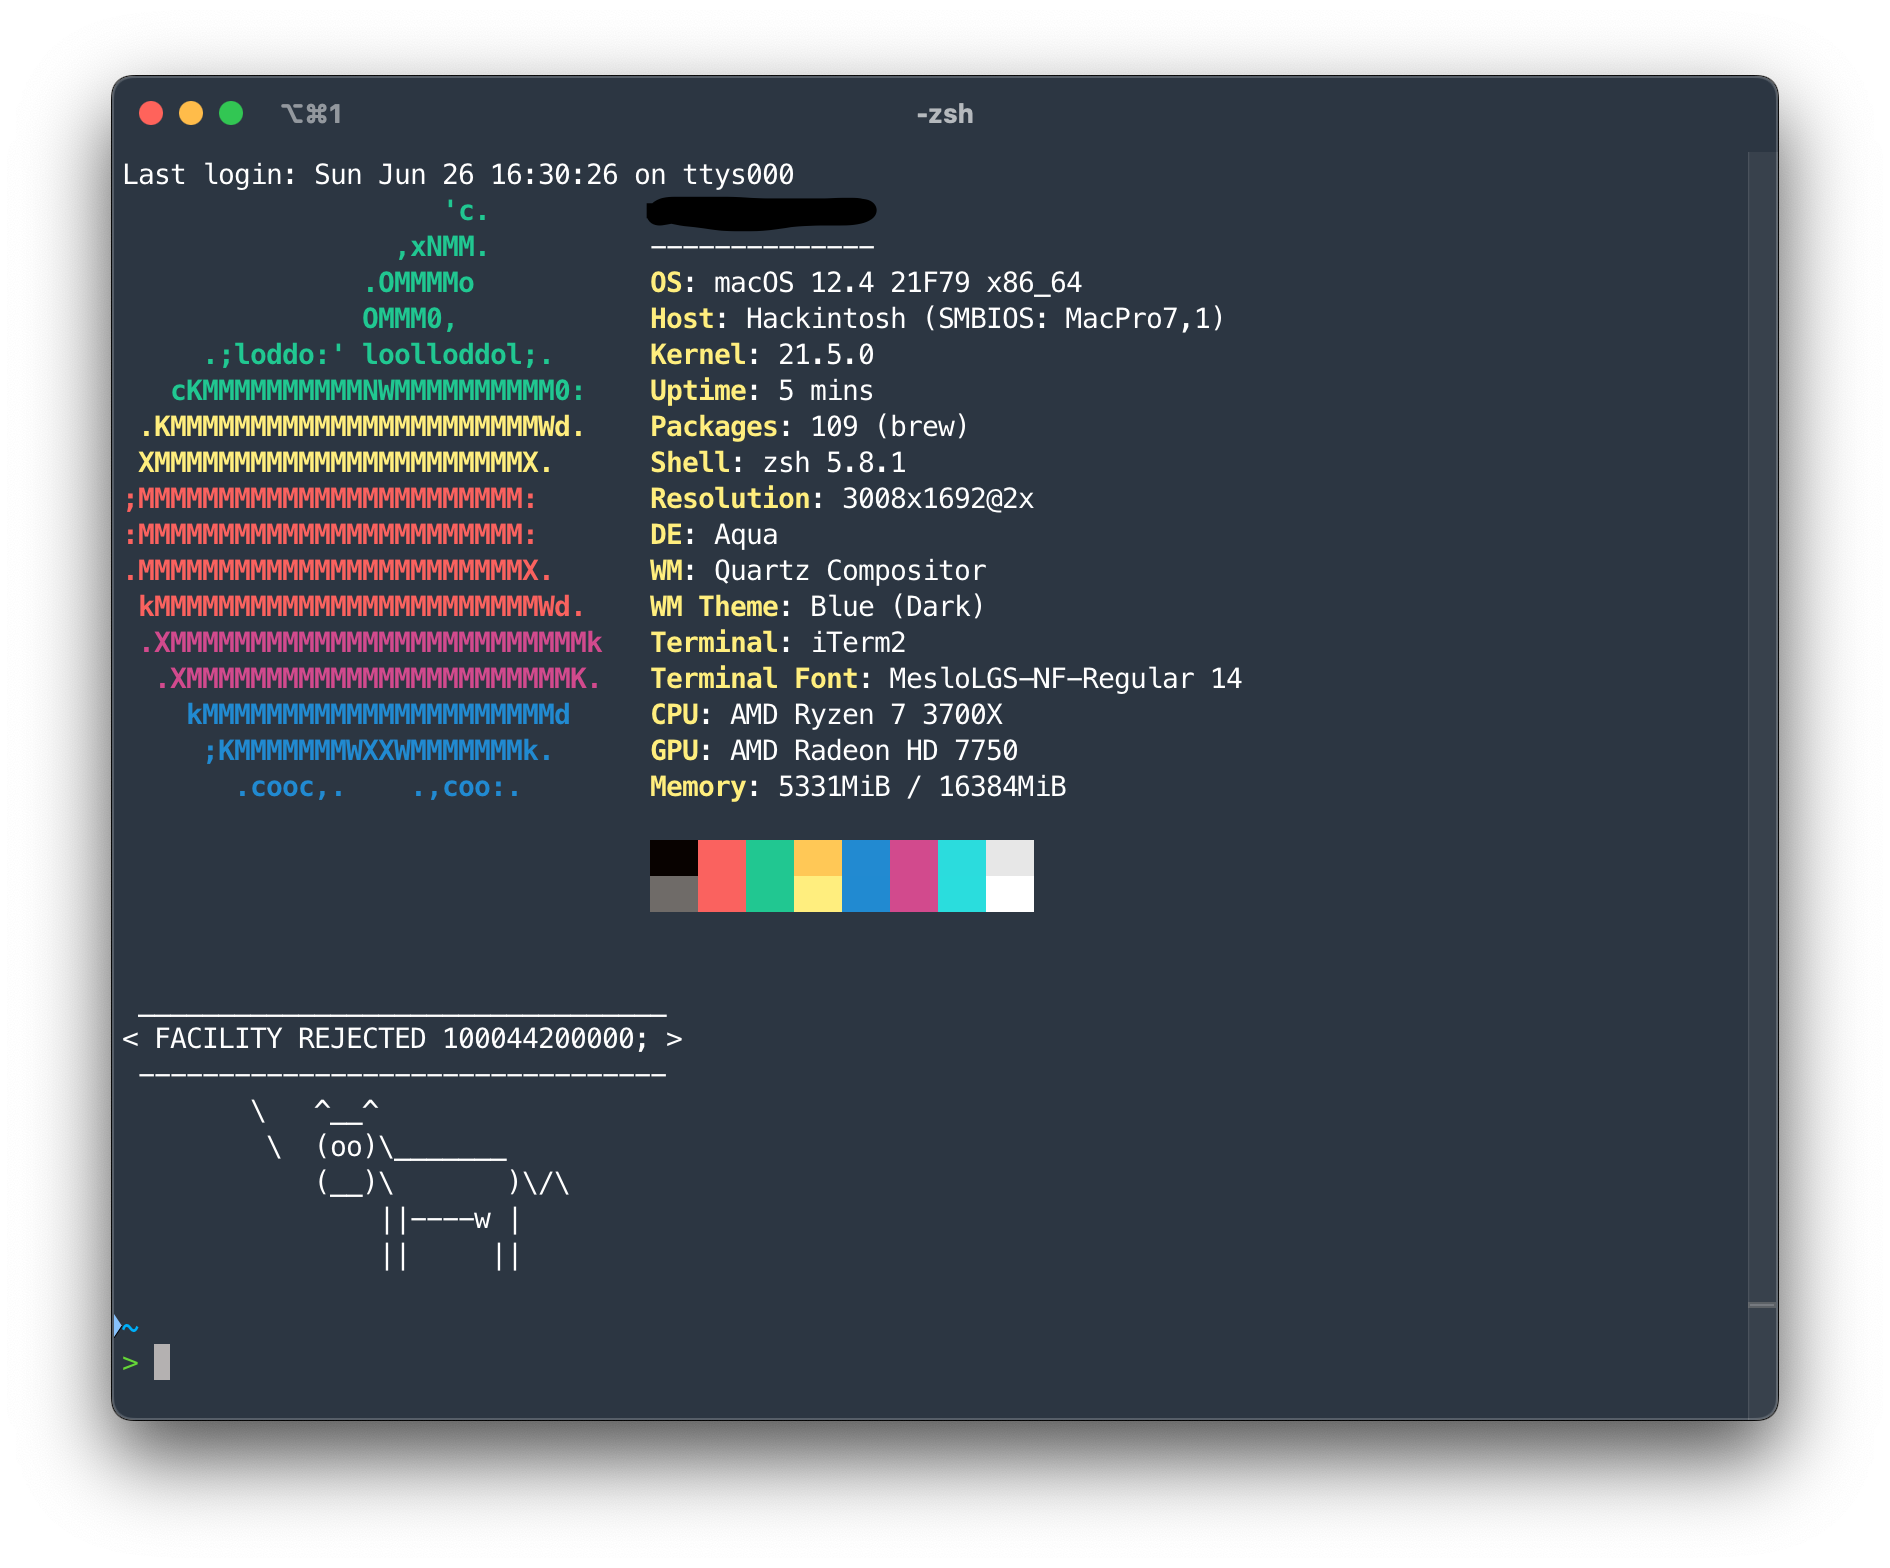 ⌥⌘1 -zsh
Last login: Sun Jun 26 16:30:26 on ttys000
                    'c.
                 ,xNMM.          --------------
               .OMMMMo           OS: macOS 12.4 21F79 x86_64
               OMMM0,            Host: Hackintosh (SMBIOS: MacPro7,1)
     .;loddo:' loolloddol;.      Kernel: 21.5.0
   cKMMMMMMMMMMNWMMMMMMMMMM0:    Uptime: 5 mins
 .KMMMMMMMMMMMMMMMMMMMMMMMWd.    Packages: 109 (brew)
 XMMMMMMMMMMMMMMMMMMMMMMMX.      Shell: zsh 5.8.1
;MMMMMMMMMMMMMMMMMMMMMMMM:       Resolution: 3008x1692@2x
:MMMMMMMMMMMMMMMMMMMMMMMM:       DE: Aqua
.MMMMMMMMMMMMMMMMMMMMMMMMX.      WM: Quartz Compositor
 kMMMMMMMMMMMMMMMMMMMMMMMMWd.    WM Theme: Blue (Dark)
 .XMMMMMMMMMMMMMMMMMMMMMMMMMMk   Terminal: iTerm2
  .XMMMMMMMMMMMMMMMMMMMMMMMMK.   Terminal Font: MesloLGS-NF-Regular 14
    kMMMMMMMMMMMMMMMMMMMMMMd     CPU: AMD Ryzen 7 3700X
     ;KMMMMMMMWXXWMMMMMMMk.      GPU: AMD Radeon HD 7750
       .cooc,.    .,coo:.        Memory: 5331MiB / 16384MiB
 _________________________________
< FACILITY REJECTED 100044200000; >
 ---------------------------------
        \   ^__^
         \  (oo)\_______
            (__)\       )\/\
                ||----w |
                ||     ||
~
>